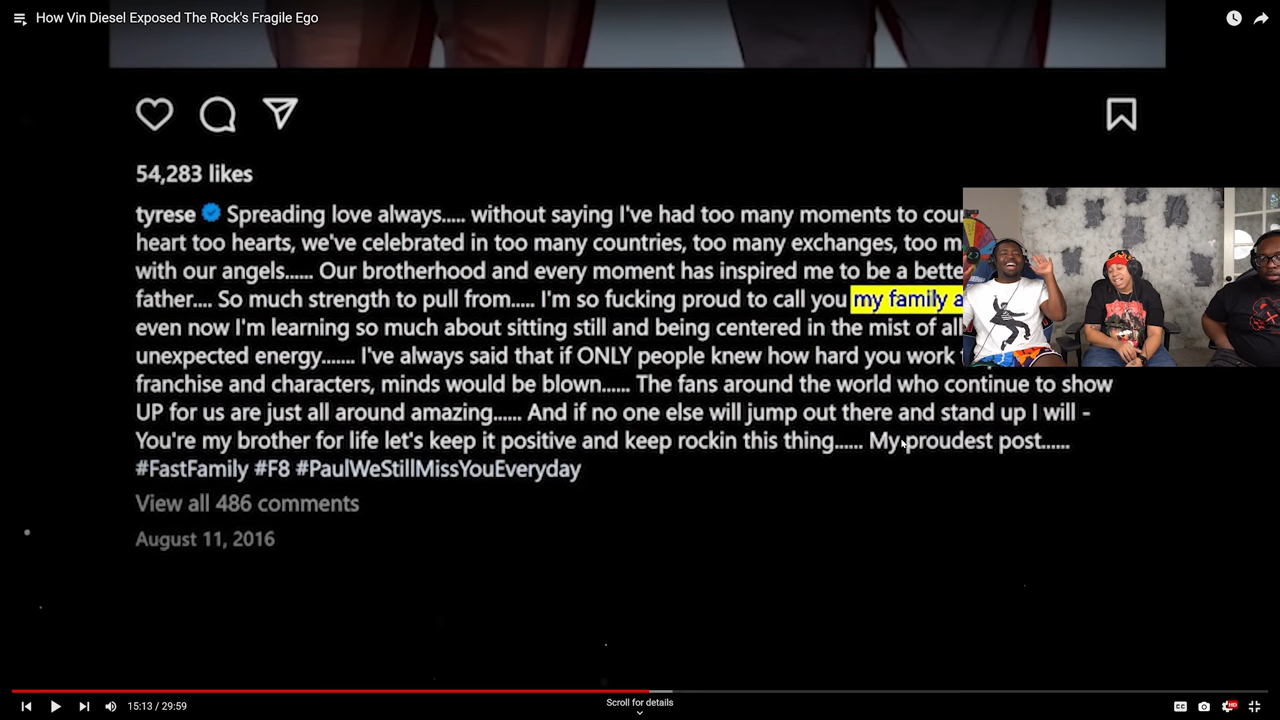 How Vin Diesel Exposed The Rock's Fragile Ego
54,283 likes
tyrese Spreading love always..... without saying I've had too many moments to
heart too hearts, we've celebrated in too many countries, too many exchanges, too
with our angels...... Our brotherhood and every moment has inspired me to be a
father.... So much strength to pull from..... I'm so fucking proud to call you my family
even now I'm learning so much about sitting still and being centered in the mist of
unexpected energy....... I've always said that if ONLY people knew how hard you work
franchise and characters, minds would be blown...... The fans around the world who continue to show
UP for us are just all around amazing...... And if no one else will jump out there and stand up I will -
You're my brother for life let's keep it positive and keep rockin this thing...... My proudest post......
#FastFamily #F8 #PaulWeStillMissYouEveryday
View all 486 comments
August 11, 2016
15:13 / 29:59
Scroll for details
CC
HD